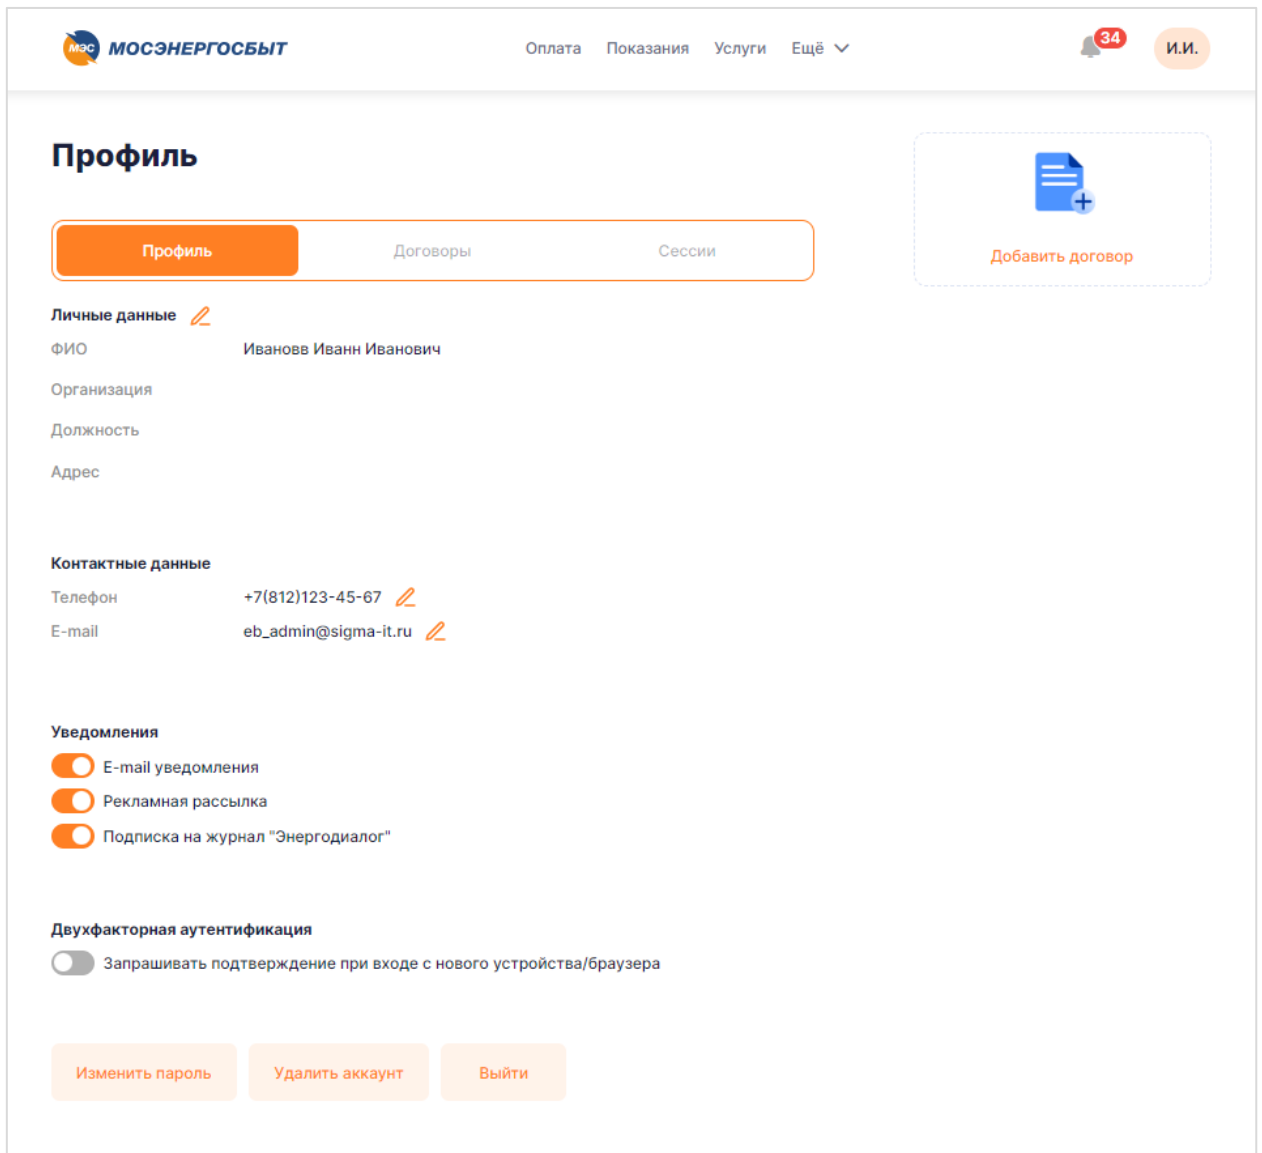 МЭС МОСЭНЕРГОСБЫТ Оплата Показания Услуги Ещё 34 И.И.
Профиль
Профиль Договоры Сессии
Добавить договор
Личные данные
ФИО Ивановв Иванн Иванович
Организация
Должность
Адрес
Контактные данные
Телефон +7(812)123-45-67
E-mail eb_admin@sigma-it.ru
Уведомления
E-mail уведомления
Рекламная рассылка
Подписка на журнал "Энергодиалог"
Двухфакторная аутентификация
Запрашивать подтверждение при входе с нового устройства/браузера
Изменить пароль Удалить аккаунт Выйти